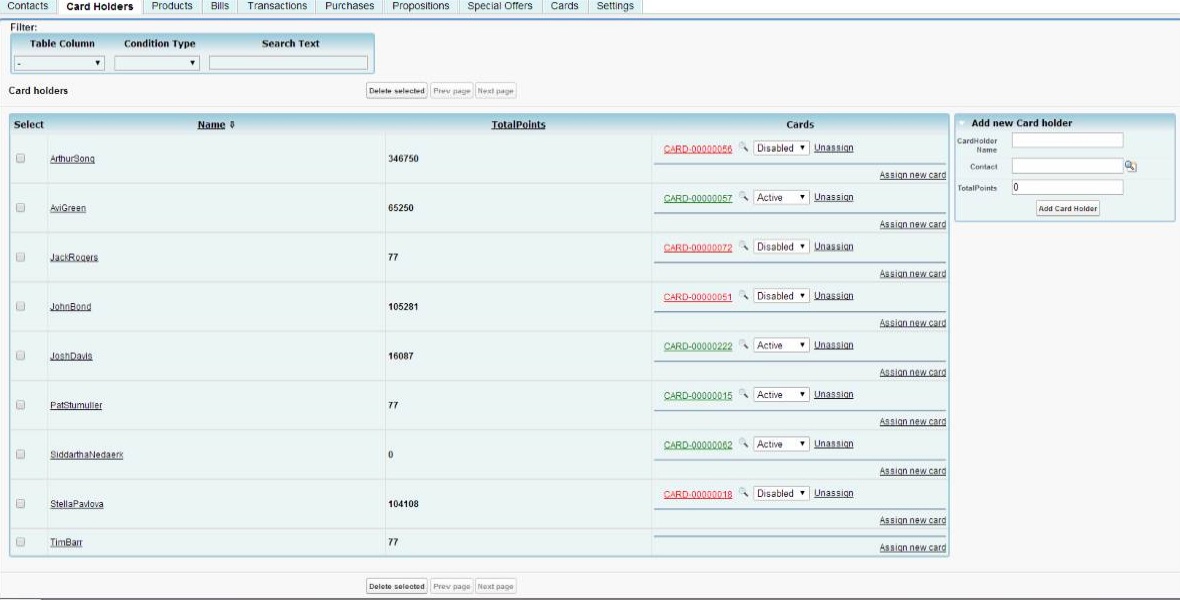 Contacts Card Holders Products Bills Transactions Purchases Propositions Special Offers Cards Settings
Filter:
Table Column Condition Type Search Text
-
Card holders Delete selected Prev page Next page
Select Name TotalPoints Cards
ArthurSong 346750 CARD-00000056 Disabled Unassign
Assign new card
AviGreen 65250 CARD-00000057 Active Unassign
Assign new card
JackRogers 77 CARD-00000072 Disabled Unassign
Assign new card
JohnBond 105281 CARD-00000051 Disabled Unassign
Assign new card
JoshDavis 16087 CARD-00000222 Active Unassign
Assign new card
PatStumuller 77 CARD-00000015 Active Unassign
Assign new card
SiddarthaNedaerk 0 CARD-00000062 Active Unassign
Assign new card
StellaPavlova 104108 CARD-00000018 Disabled Unassign
Assign new card
TimBarr 77
Assign new card
Add new Card holder
CardHolder
Name
Contact
TotalPoints 0
Add Card Holder
Delete selected Prev page Next page